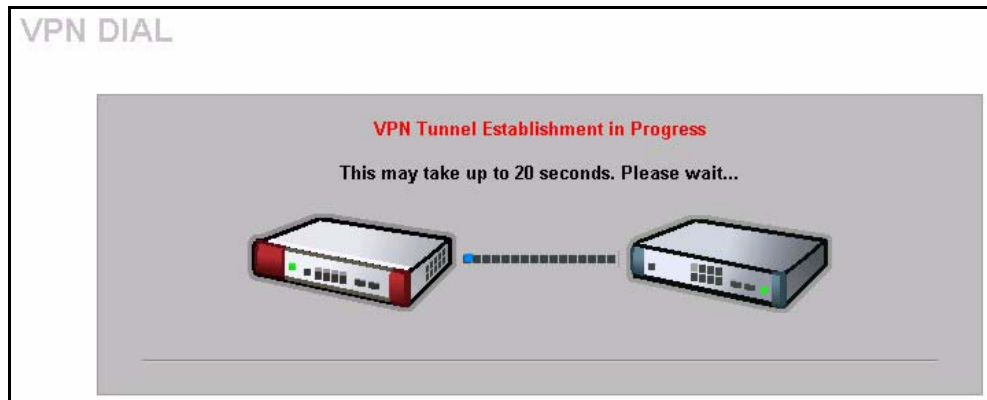 VPN DIAL
VPN Tunnel Establishment in Progress
This may take up to 20 seconds. Please wait...